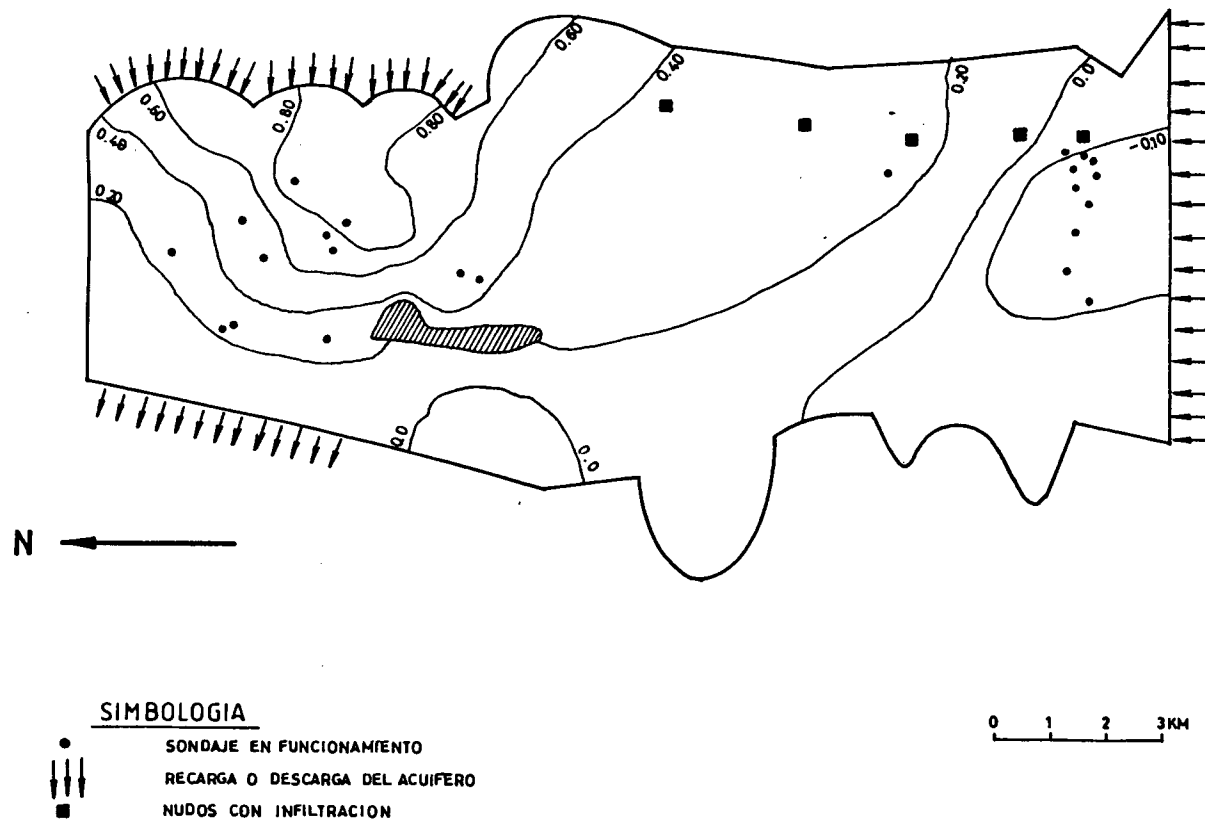 0.60
0.40
0.20
0.0
-0.10
0.60
0.80
0.80
0.40
0.20
0.0
0.0
N
SIMBOLOGIA
0 1 2 3 KM
SONDAJE EN FUNCIONAMIENTO
RECARGA O DESCARGA DEL ACUIFERO
NUDOS CON INFILTRACION